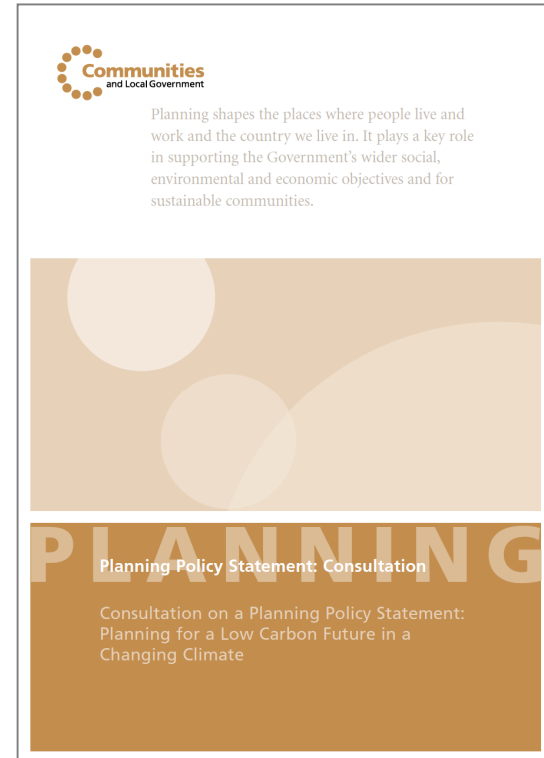 Communities
and Local Government
Planning shapes the places where people live and
work and the country we live in. It plays a key role
in supporting the Government's wider social,
environmental and economic objectives and for
sustainable communities.
PLANNING
Planning Policy Statement: Consultation
Consultation on a Planning Policy Statement:
Planning for a Low Carbon Future in a
Changing Climate